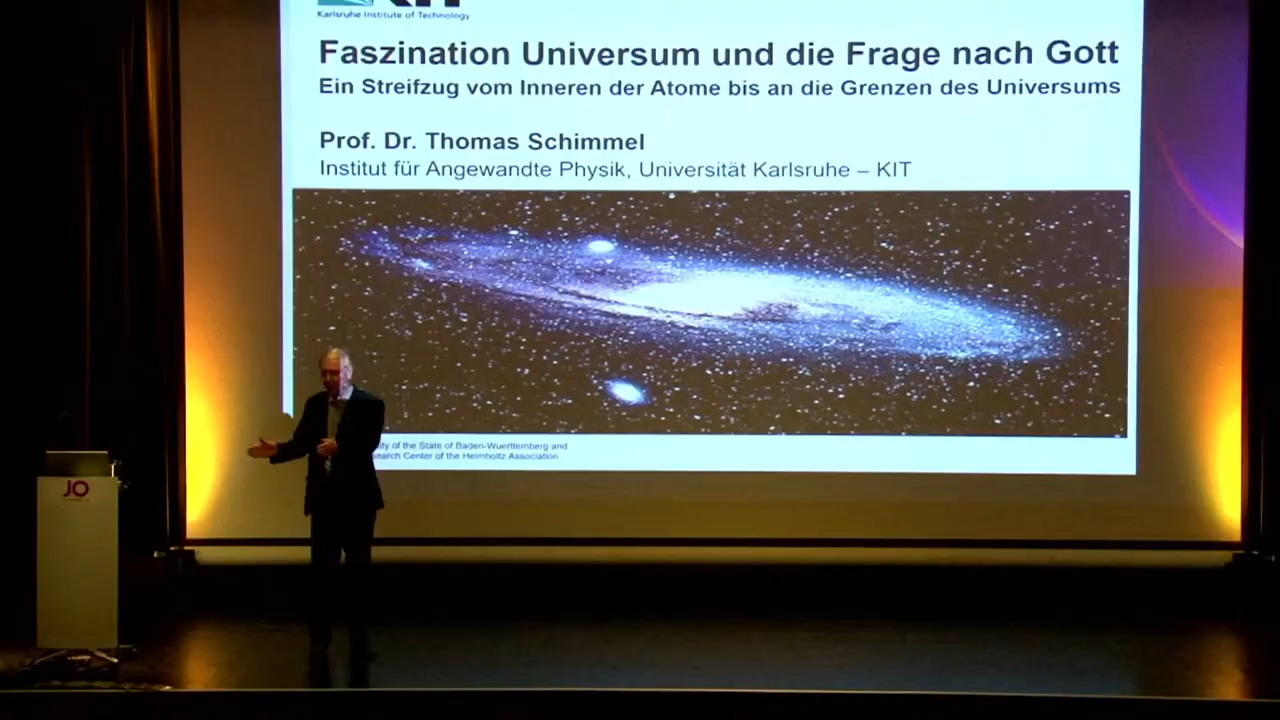 Karlsruhe Institute of Technology
Faszination Universum und die Frage nach Gott
Ein Streifzug vom Inneren der Atome bis an die Grenzen des Universums
Prof. Dr. Thomas Schimmel
Institut für Angewandte Physik, Universität Karlsruhe – KIT
of the State of Baden-Wuerttemberg and
Center of the Helmholtz Association
JO